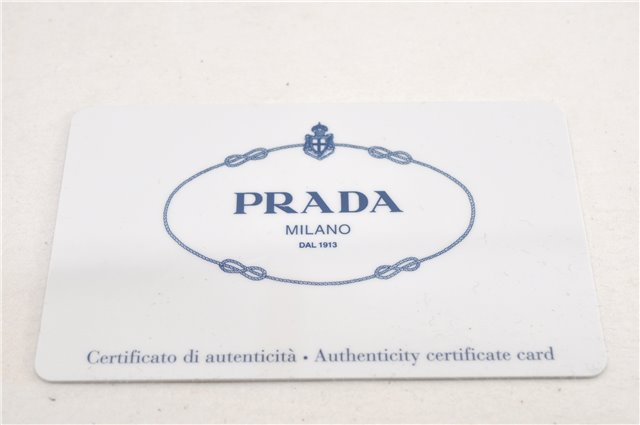 PRADA
MILANO
DAL 1913
Certificato di autenticità • Authenticity certificate card